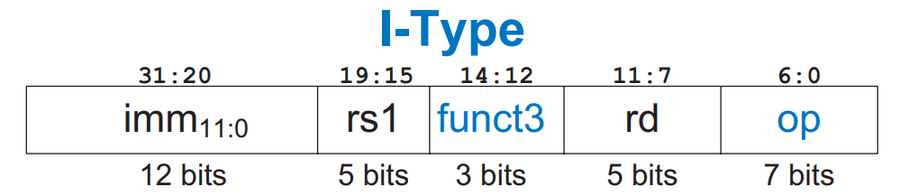 I-Type
31:20 19:15 14:12 11:7 6:0
imm11:0 rs1 funct3 rd op
12 bits 5 bits 3 bits 5 bits 7 bits